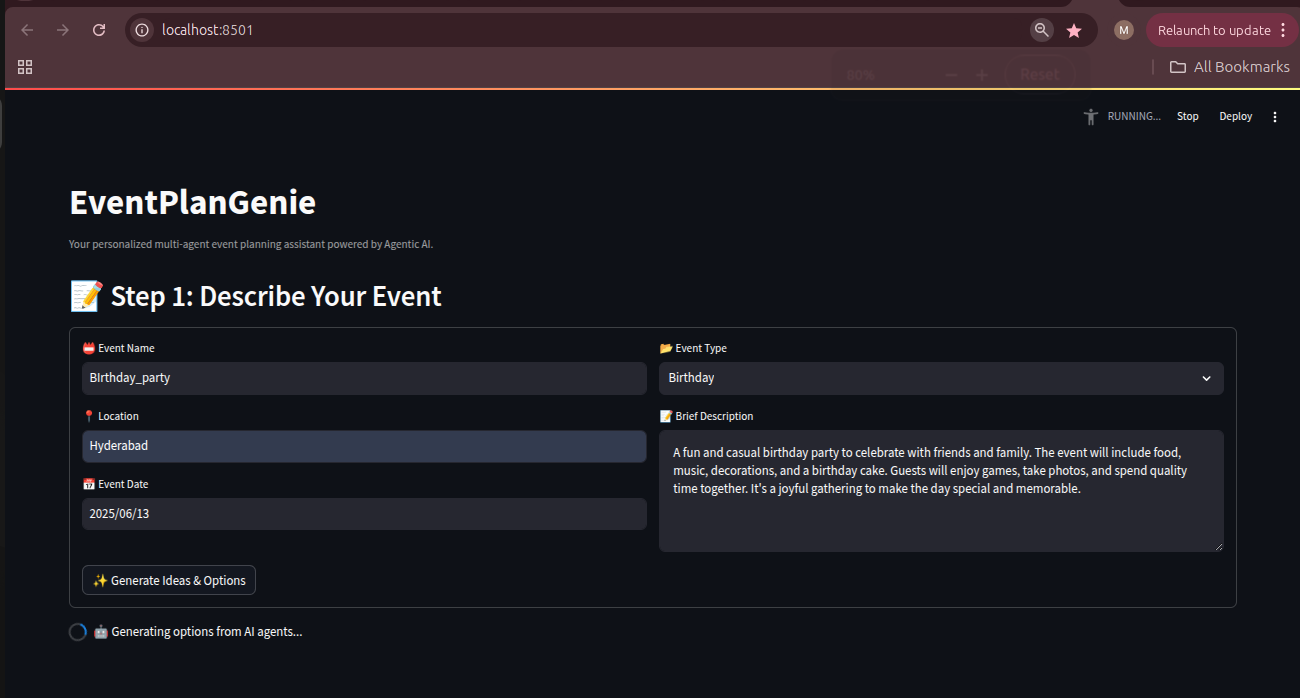 localhost:8501
M
Relaunch to update
80%
Reset
All Bookmarks
RUNNING...
Stop
Deploy
EventPlanGenie
Your personalized multi-agent event planning assistant powered by Agentic AI.
📝 Step 1: Describe Your Event
📛 Event Name
BIrthday_party
📂 Event Type
Birthday
📍 Location
Hyderabad
📝 Brief Description
A fun and casual birthday party to celebrate with friends and family. The event will include food,
music, decorations, and a birthday cake. Guests will enjoy games, take photos, and spend quality
time together. It's a joyful gathering to make the day special and memorable.
📅 Event Date
2025/06/13
✨ Generate Ideas & Options
🤖 Generating options from AI agents...